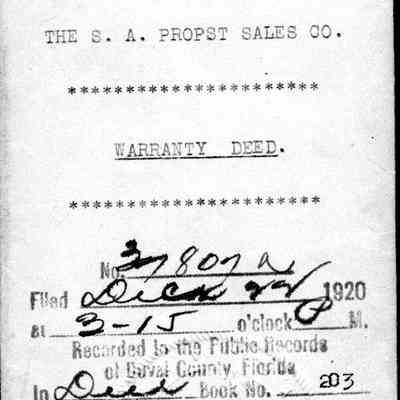 THE S. A. PROPST SALES CO.
***********************
WARRANTY DEED.
***********************
No. 37807a
Filed Dec 22 1920
at 3-15 o'clock P M.
Recorded in the Public Records
of Duval County, Florida
In Deed Book No. 203